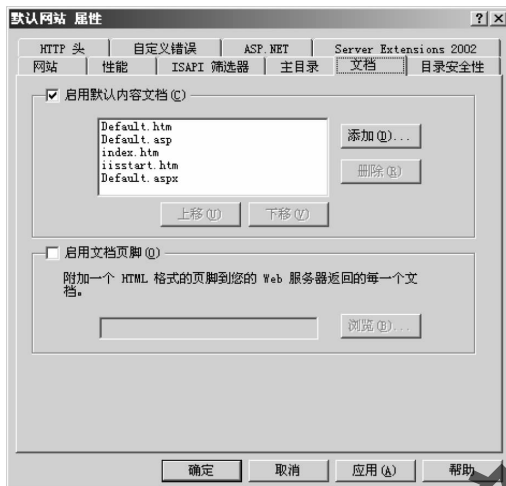 默认网站 属性
HTTP 头 自定义错误 ASP.NET Server Extensions 2002
网站 性能 ISAPI 筛选器 主目录 文档 目录安全性
启用默认内容文档(C)
Default.htm
Default.asp
index.htm
iisstart.htm
Default.aspx
添加(D)...
删除(R)
上移(U) 下移(V)
启用文档页脚(O)
附加一个 HTML 格式的页脚到您的 Web 服务器返回的每一个文
档。
浏览(B)...
确定 取消 应用(A) 帮助